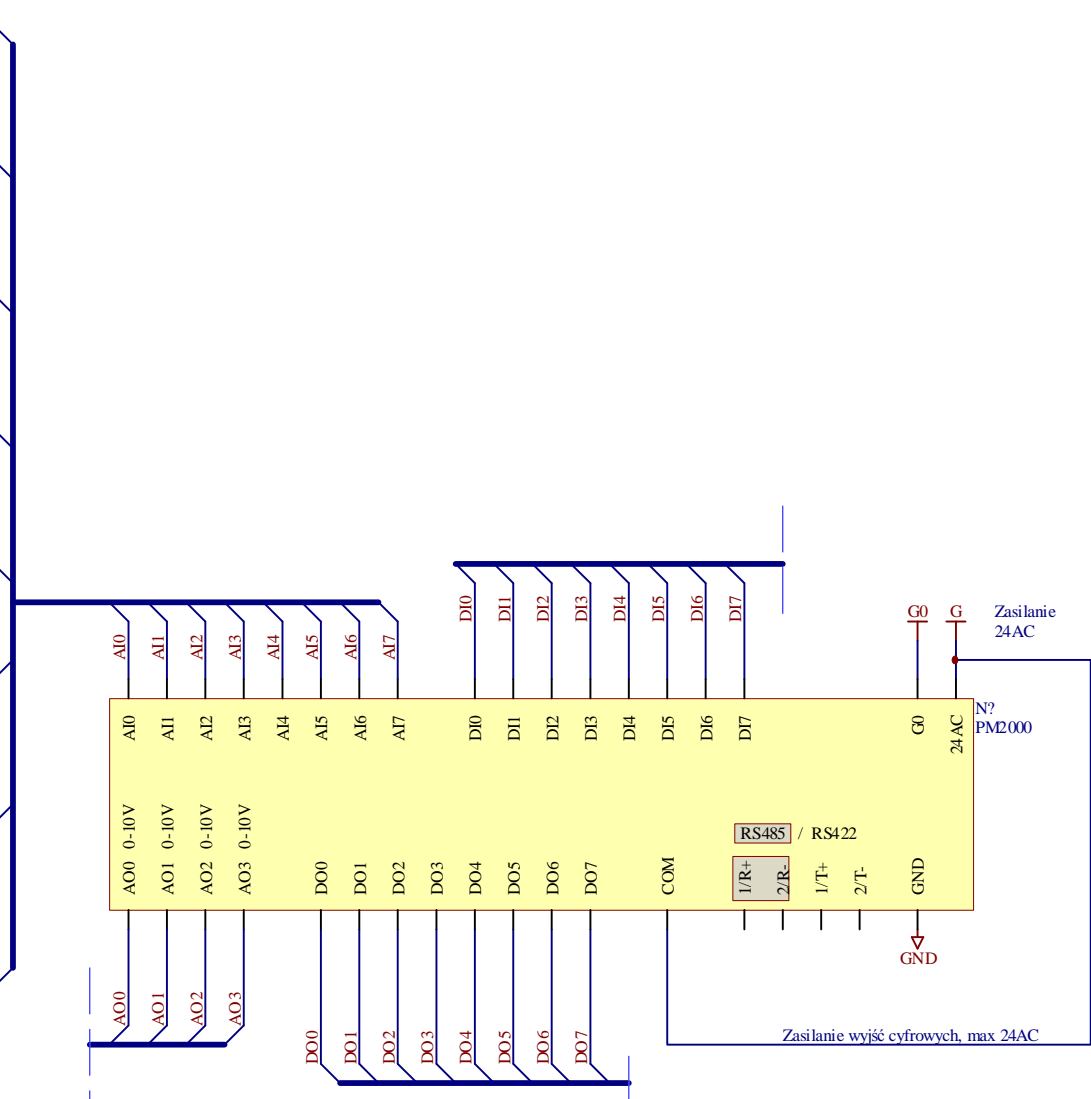 DI0 DI1 DI2 DI3 DI4 DI5 DI6 DI7
G0 G Zasilanie
24AC
AI0 AI1 AI2 AI3 AI4 AI5 AI6 AI7
N?
PM2000
AI0 AI1 AI2 AI3 AI4 AI5 AI6 AI7 DI0 DI1 DI2 DI3 DI4 DI5 DI6 DI7 G0 24AC
RS485 / RS422
AO0 0-10V
AO1 0-10V
AO2 0-10V
AO3 0-10V
DO0 DO1 DO2 DO3 DO4 DO5 DO6 DO7 COM 1/R+ 2/R- 1/T+ 2/T- GND
GND
AO0 AO1 AO2 AO3
DO0 DO1 DO2 DO3 DO4 DO5 DO6 DO7
Zasilanie wyjść cyfrowych, max 24AC